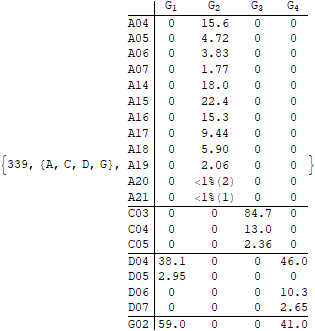 G1 G2 G3 G4
A04 0 15.6 0 0
A05 0 4.72 0 0
A06 0 3.83 0 0
A07 0 1.77 0 0
A14 0 18.0 0 0
A15 0 22.4 0 0
A16 0 15.3 0 0
A17 0 9.44 0 0
A18 0 5.90 0 0
{339, {A, C, D, G}, A19 0 2.06 0 0 }
A20 0 <1%(2) 0 0
A21 0 <1%(1) 0 0
C03 0 0 84.7 0
C04 0 0 13.0 0
C05 0 0 2.36 0
D04 38.1 0 0 46.0
D05 2.95 0 0 0
D06 0 0 0 10.3
D07 0 0 0 2.65
G02 59.0 0 0 41.0